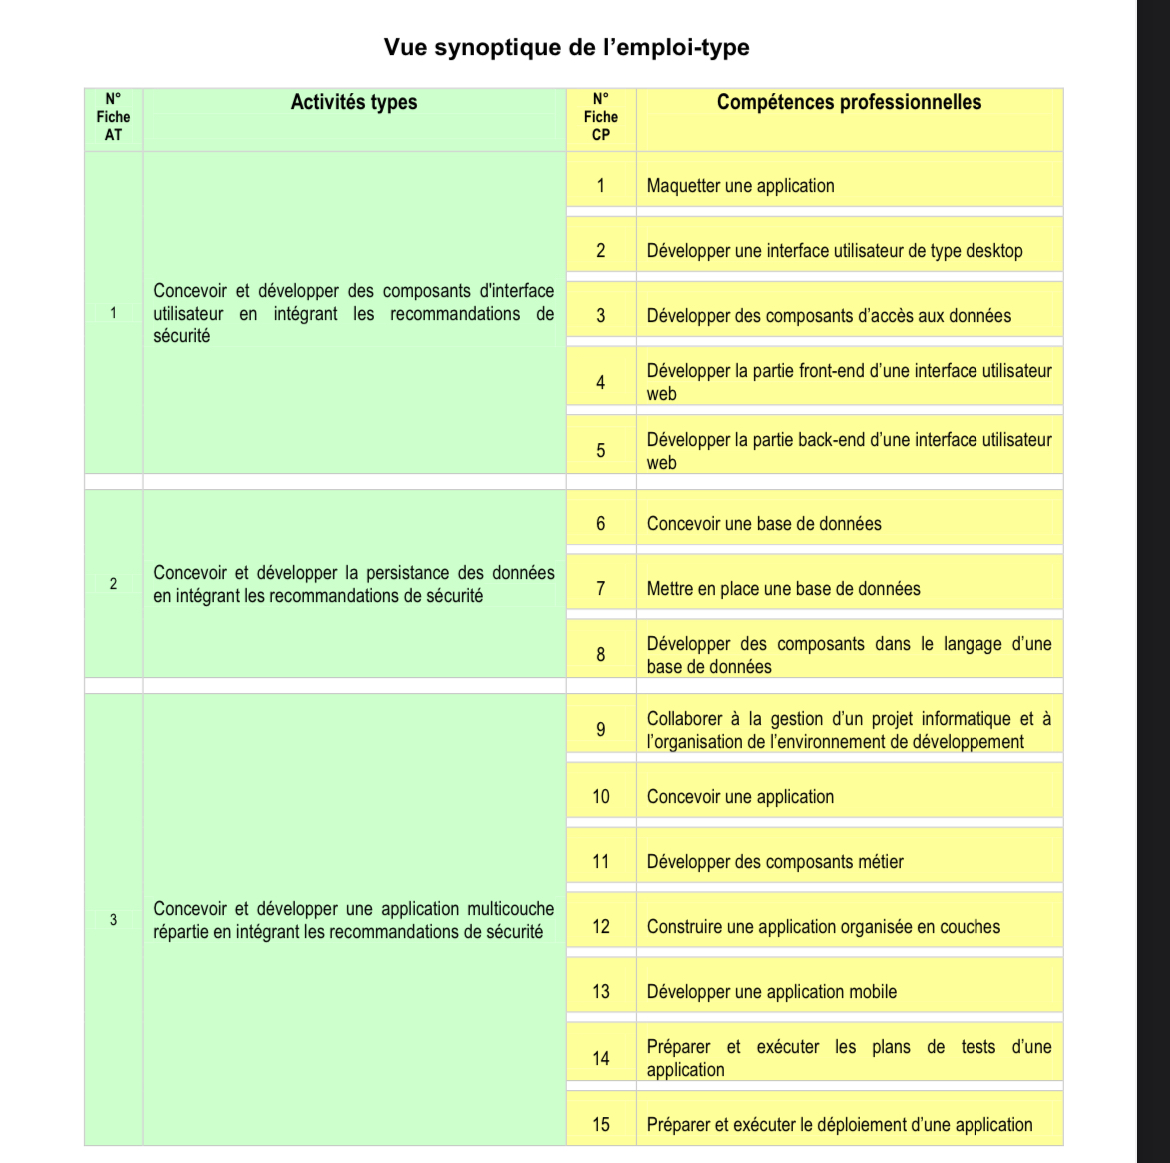 Vue synoptique de l’emploi-type
N°
Fiche
AT
Activités types
N°
Fiche
CP
Compétences professionnelles
1
Concevoir et développer des composants d'interface
utilisateur en intégrant les recommandations de
sécurité
1
Maquetter une application
2
Développer une interface utilisateur de type desktop
3
Développer des composants d’accès aux données
4
Développer la partie front-end d’une interface utilisateur
web
5
Développer la partie back-end d’une interface utilisateur
web
2
Concevoir et développer la persistance des données
en intégrant les recommandations de sécurité
6
Concevoir une base de données
7
Mettre en place une base de données
8
Développer des composants dans le langage d’une
base de données
3
Concevoir et développer une application multicouche
répartie en intégrant les recommandations de sécurité
9
Collaborer à la gestion d’un projet informatique et à
l’organisation de l’environnement de développement
10
Concevoir une application
11
Développer des composants métier
12
Construire une application organisée en couches
13
Développer une application mobile
14
Préparer et exécuter les plans de tests d’une
application
15
Préparer et exécuter le déploiement d’une application